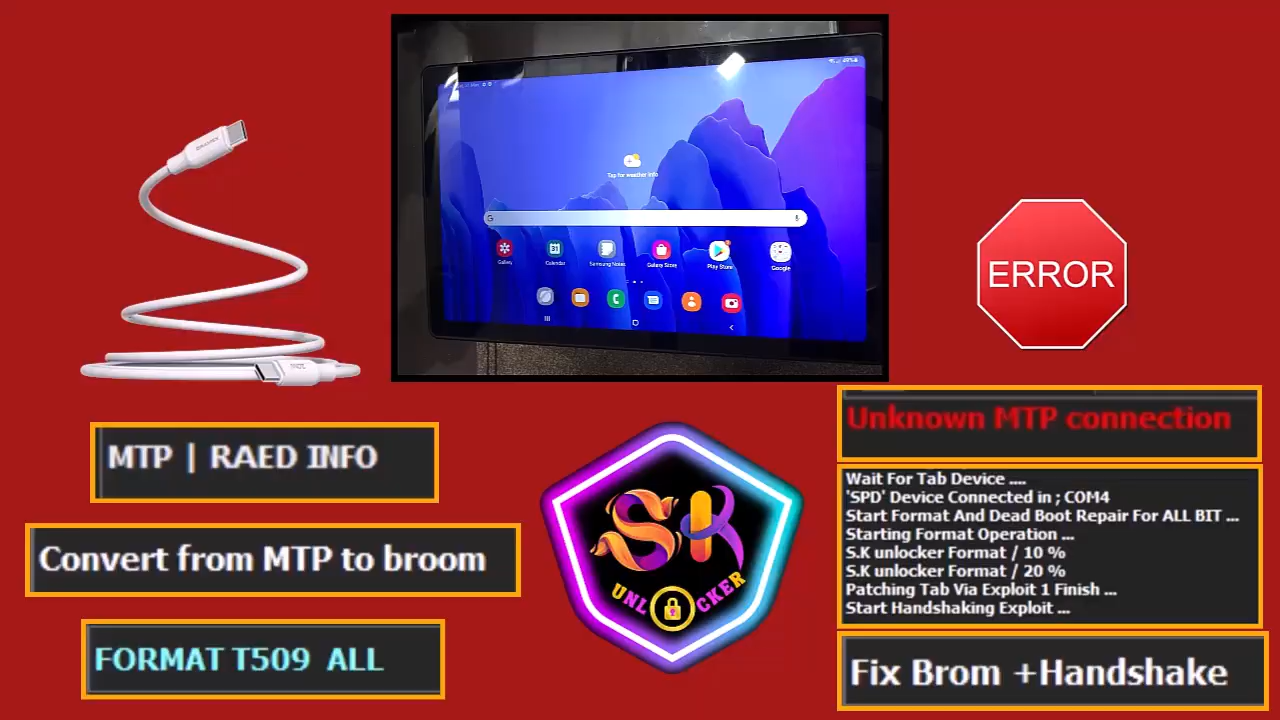 Tap for weather info
G
Gallery
31
Calendar
Samsung Notes
Galaxy Store
Play Store
Google
ERROR
MTP | RAED INFO
Convert from MTP to broom
FORMAT T509 ALL
SK
UNLOCKER
Unknown MTP connection
Wait For Tab Device ....
'SPD' Device Connected in ; COM4
Start Format And Dead Boot Repair For ALL BIT ...
Starting Format Operation ...
S.K unlocker Format / 10 %
S.K unlocker Format / 20 %
Patching Tab Via Exploit 1 Finish ...
Start Handshaking Exploit ...
Fix Brom +Handshake